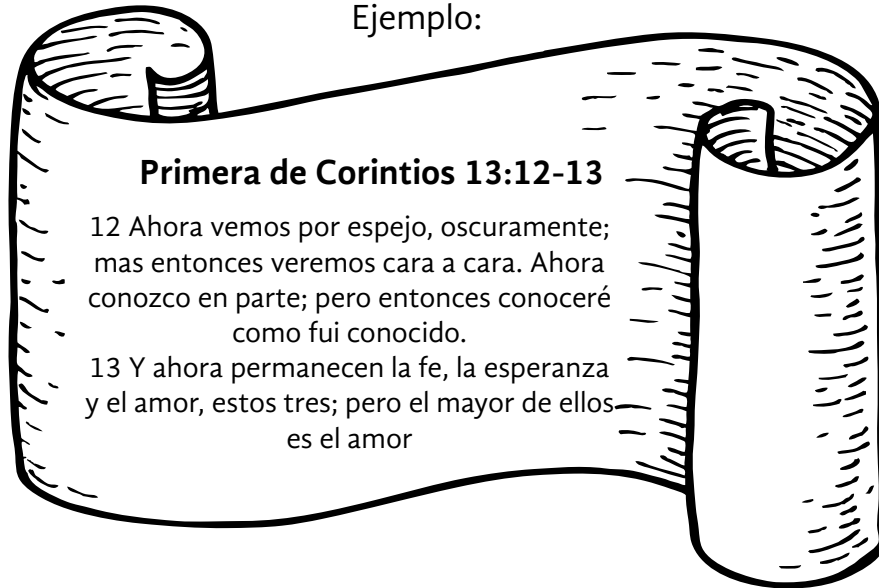 Ejemplo:
Primera de Corintios 13:12-13
12 Ahora vemos por espejo, oscuramente;
mas entonces veremos cara a cara. Ahora
conozco en parte; pero entonces conoceré
como fui conocido.
13 Y ahora permanecen la fe, la esperanza
y el amor, estos tres; pero el mayor de ellos
es el amor